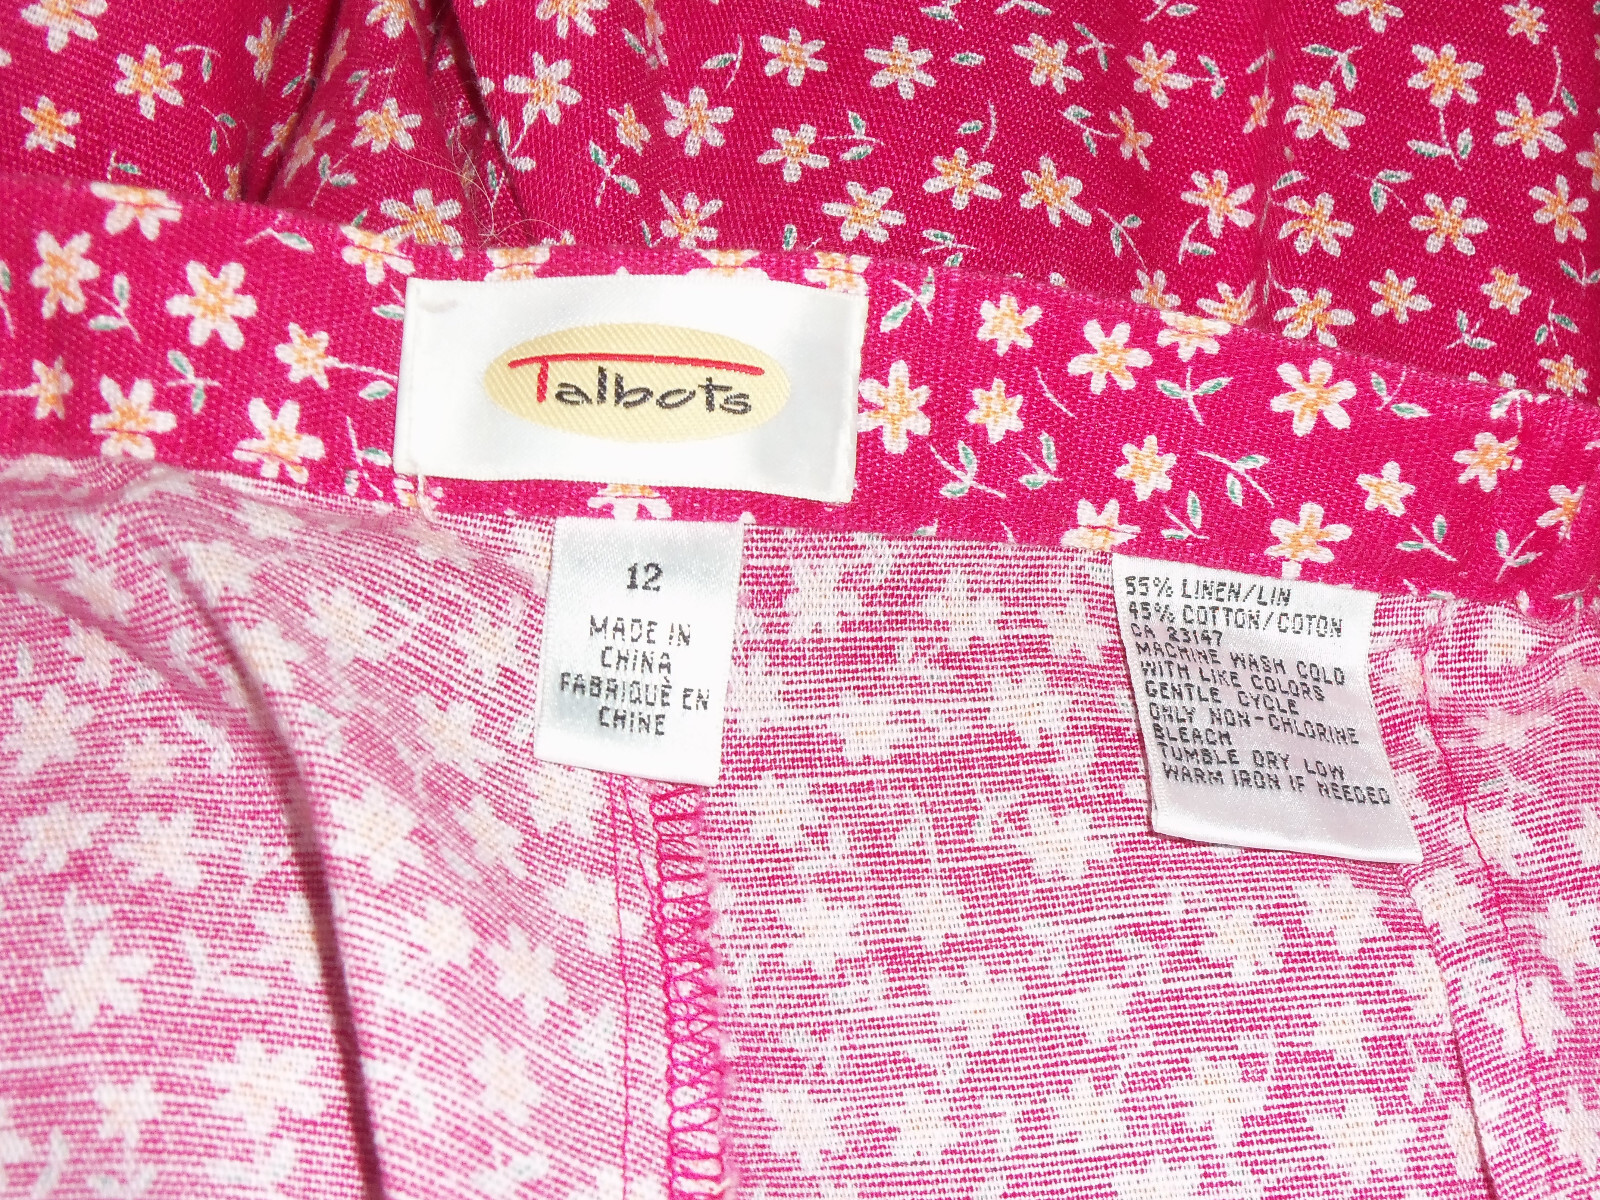 Talbots
12
MADE IN
CHINA
FABRIQUÈ EN
CHINE
55% LINEN/LIN
45% COTTON/COTON
CA 23147
MACHINE WASH COLD
WITH LIKE COLORS
GENTLE CYCLE
ONLY NON-CHLORINE
BLEACH
TUMBLE DRY LOW
WARM IRON IF NEEDED